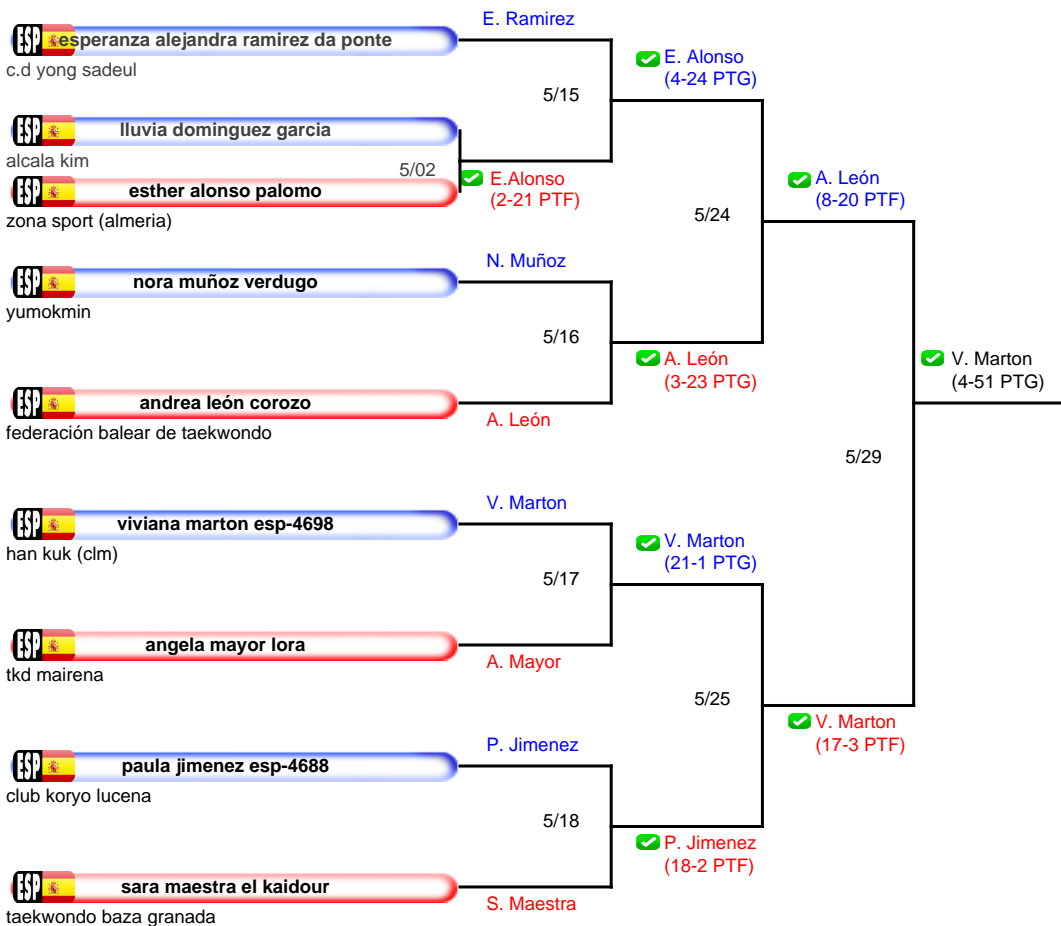 E. Ramirez
ESP esperanza alejandra ramirez da ponte
c.d yong sadeul
E. Alonso
(4-24 PTG)
5/15
ESP lluvia dominguez garcia
alcala kim
5/02
E.Alonso
(2-21 PTF)
ESP esther alonso palomo
zona sport (almeria)
A. León
(8-20 PTF)
5/24
N. Muñoz
ESP nora muñoz verdugo
yumokmin
5/16
A. León
(3-23 PTG)
ESP andrea león corozo
A. León
federación balear de taekwondo
V. Marton
(4-51 PTG)
5/29
V. Marton
ESP viviana marton esp-4698
han kuk (clm)
V. Marton
(21-1 PTG)
5/17
ESP angela mayor lora
A. Mayor
tkd mairena
5/25
V. Marton
(17-3 PTF)
P. Jimenez
ESP paula jimenez esp-4688
club koryo lucena
5/18
P. Jimenez
(18-2 PTF)
ESP sara maestra el kaidour
S. Maestra
taekwondo baza granada